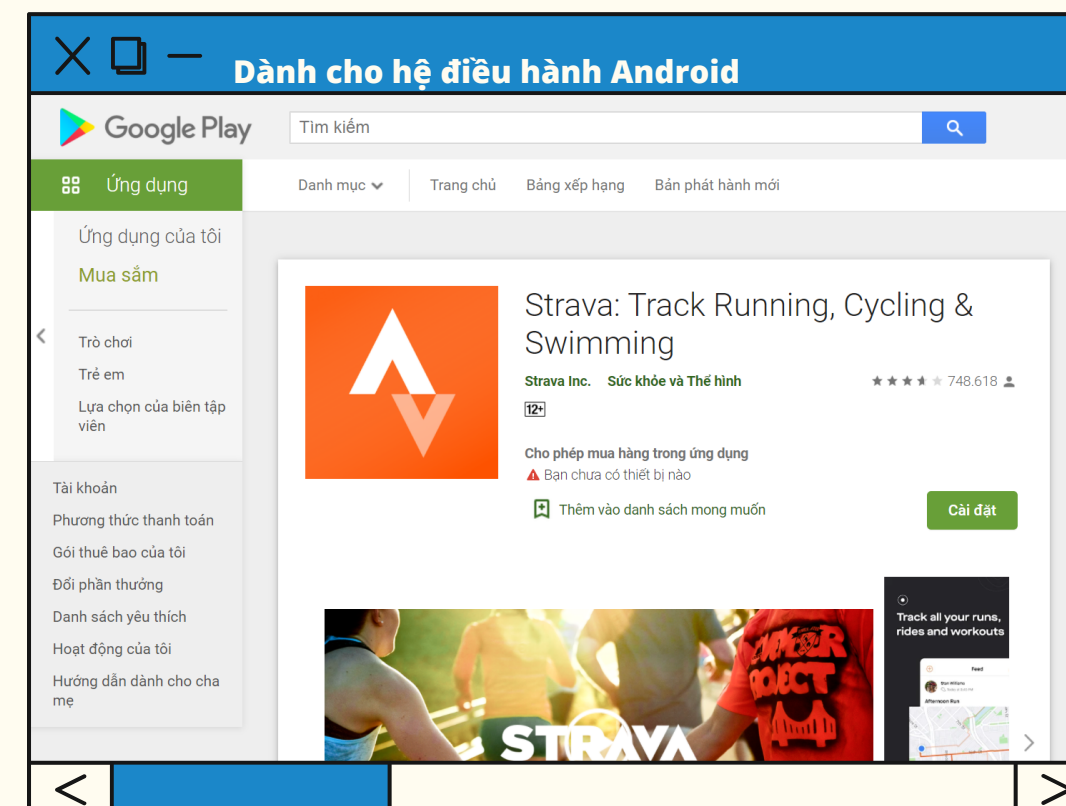 Dành cho hệ điều hành Android
Google Play
Tìm kiếm
Ứng dụng
Danh mục
Trang chủ
Bảng xếp hạng
Bản phát hành mới
Ứng dụng của tôi
Mua sắm
Trò chơi
Trẻ em
Lựa chọn của biên tập
viên
Tài khoản
Phương thức thanh toán
Gói thuê bao của tôi
Đổi phần thưởng
Danh sách yêu thích
Hoạt động của tôi
Hướng dẫn dành cho cha
mẹ
Strava: Track Running, Cycling &
Swimming
Strava Inc. Sức khỏe và Thể hình
748.618
12+
Cho phép mua hàng trong ứng dụng
Bạn chưa có thiết bị nào
Thêm vào danh sách mong muốn
Cài đặt
STRAVA
PROJECT
Track all your runs,
rides and workouts
Feed
Afternoon Run